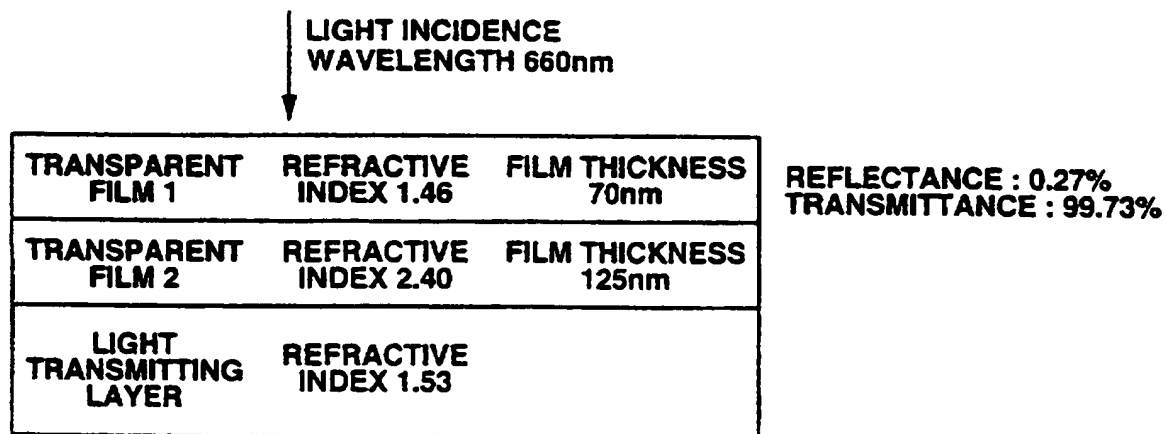 LIGHT INCIDENCE
WAVELENGTH 660nm
TRANSPARENT FILM 1 REFRACTIVE INDEX 1.46 FILM THICKNESS 70nm
REFLECTANCE : 0.27%
TRANSMITTANCE : 99.73%
TRANSPARENT FILM 2 REFRACTIVE INDEX 2.40 FILM THICKNESS 125nm
LIGHT TRANSMITTING LAYER REFRACTIVE INDEX 1.53